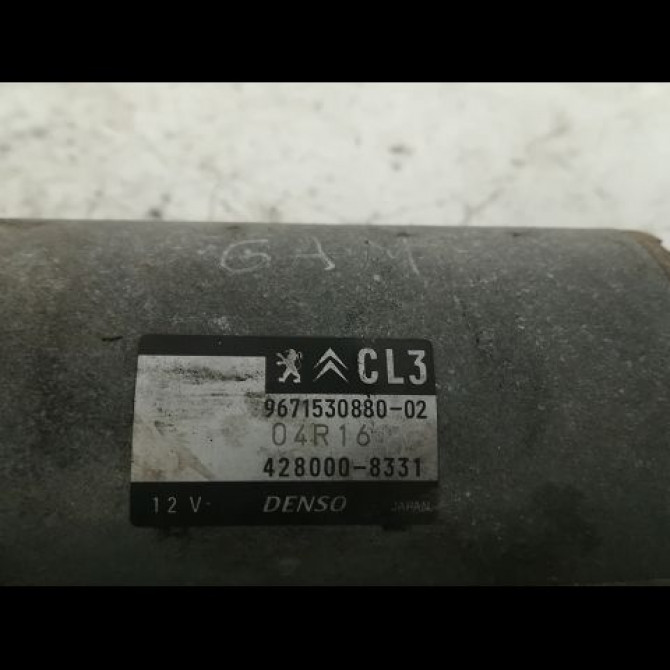 GAM
CL3
9671530880-02
04R16
428000-8331
12 V DENSO JAPAN